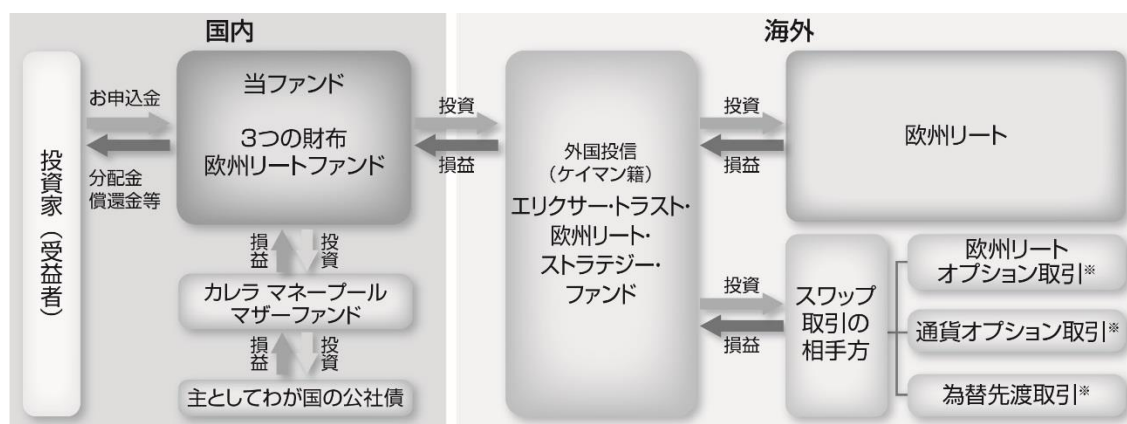 国内
海外
投資家（受益者）
お申込金
分配金
償還金等
当ファンド
3つの財布
欧州リートファンド
損益
投資
カレラ マネープール
マザーファンド
損益
投資
主としてわが国の公社債
投資
損益
外国投信
（ケイマン籍）
エリクサー・トラスト・
欧州リート・
ストラテジー・
ファンド
投資
損益
欧州リート
投資
損益
スワップ
取引の
相手方
欧州リート
オプション取引※
通貨オプション取引※
為替先渡取引※